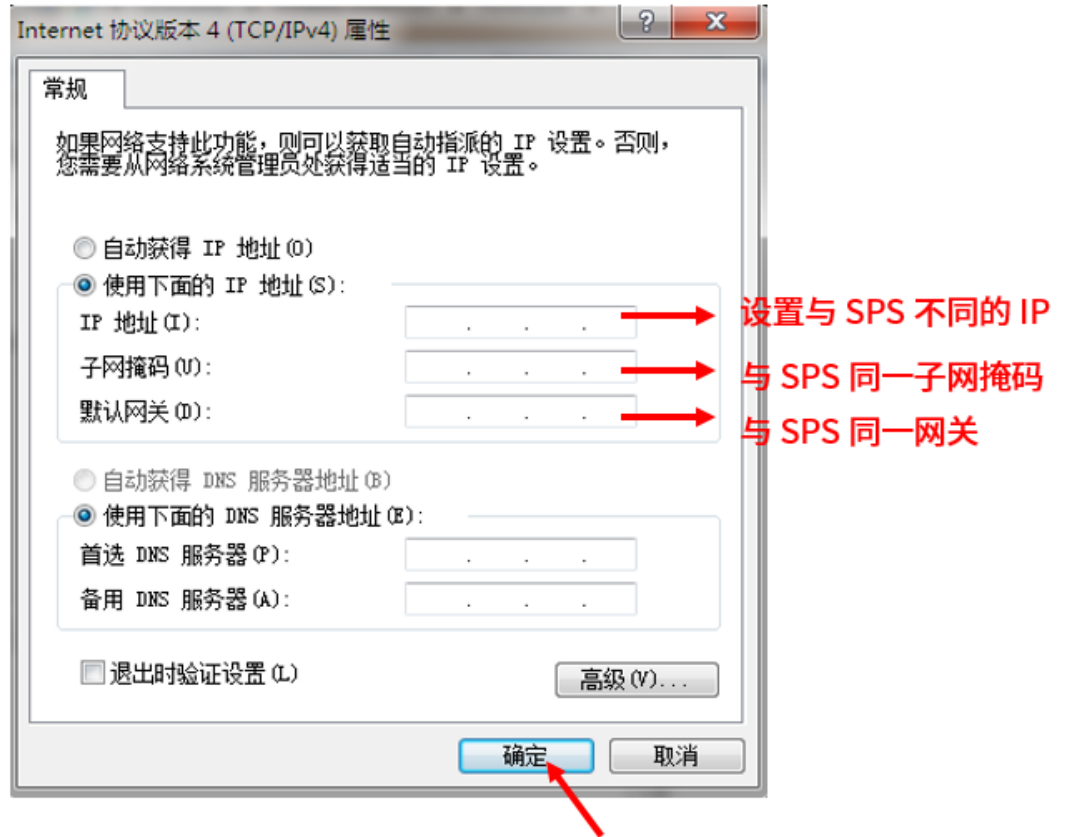 Internet 协议版本 4 (TCP/IPv4) 属性
常规
如果网络支持此功能，则可以获取自动指派的 IP 设置。否则，
您需要从网络系统管理员处获得适当的 IP 设置。
自动获得 IP 地址(O)
使用下面的 IP 地址(S):
IP 地址(I): . . . 设置与 SPS 不同的 IP
子网掩码(U): . . . 与 SPS 同一子网掩码
默认网关(D): . . . 与 SPS 同一网关
自动获得 DNS 服务器地址(B)
使用下面的 DNS 服务器地址(E):
首选 DNS 服务器(P): . . .
备用 DNS 服务器(A): . . .
退出时验证设置(L)
高级(V)...
确定 取消